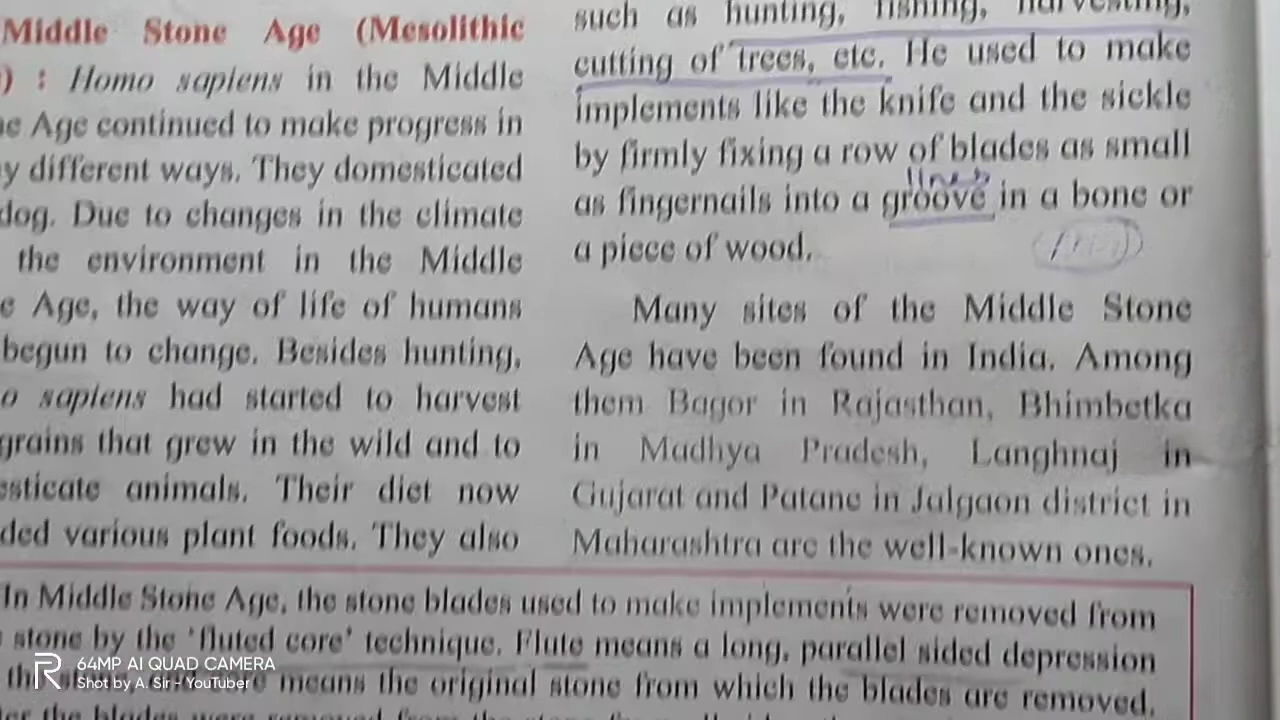 Middle Stone Age (Mesolithic
) : Homo sapiens in the Middle
ne Age continued to make progress in
y different ways. They domesticated
dog. Due to changes in the climate
the environment in the Middle
e Age, the way of life of humans
begun to change. Besides hunting,
o sapiens had started to harvest
grains that grew in the wild and to
esticate animals. Their diet now
ded various plant foods. They also
such as hunting, fishing, harvesting,
cutting of trees, etc. He used to make
implements like the knife and the sickle
by firmly fixing a row of blades as small
lines
as fingernails into a groove in a bone or
a piece of wood.
Many sites of the Middle Stone
Age have been found in India. Among
them Bagor in Rajasthan, Bhimbetka
in Madhya Pradesh, Langhnaj in
Gujarat and Patane in Jalgaon district in
Maharashtra are the well-known ones.
In Middle Stone Age, the stone blades used to make implements were removed from
stone by the 'fluted core' technique. Flute means a long, parallel sided depression
means the original stone from which the blades are removed.
the blades were removed from the
64MP AI QUAD CAMERA
Shot by A. Sir - YouTuber